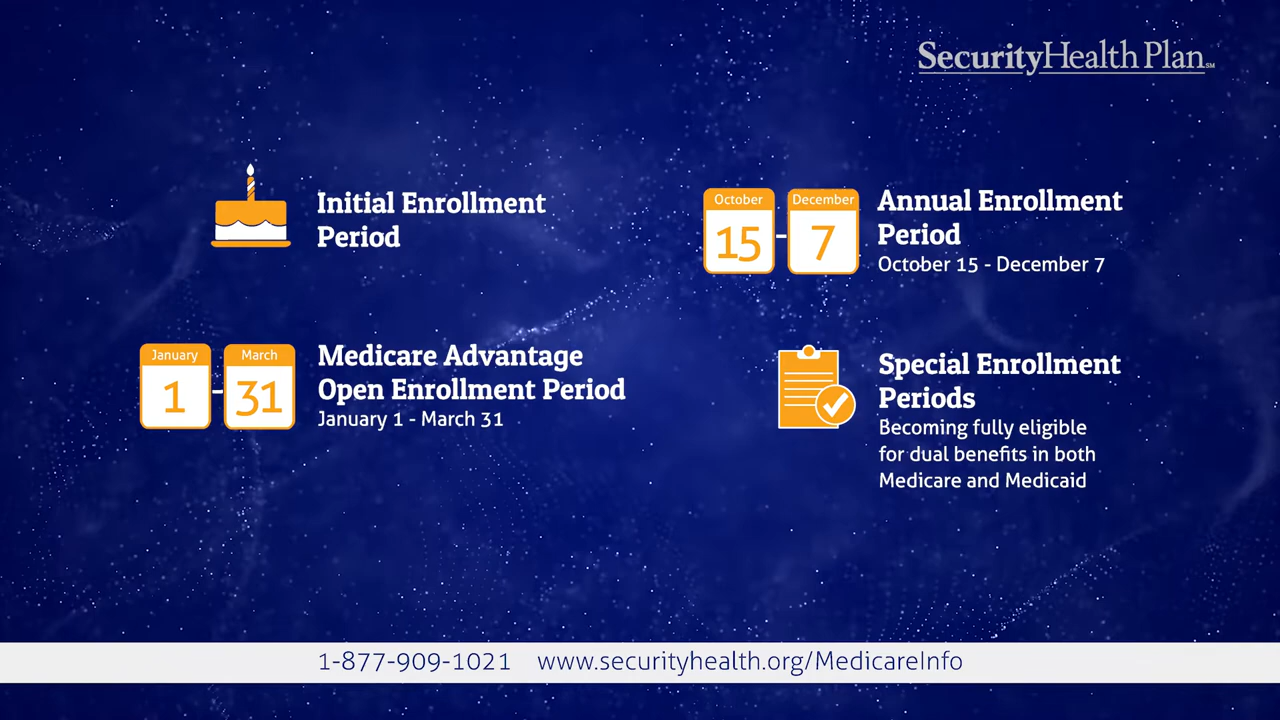 SecurityHealth Plan℠
Initial Enrollment
Period
October
15
-
December
7
Annual Enrollment
Period
October 15 - December 7
January
1
-
March
31
Medicare Advantage
Open Enrollment Period
January 1 - March 31
Special Enrollment
Periods
Becoming fully eligible
for dual benefits in both
Medicare and Medicaid
1-877-909-1021 www.securityhealth.org/MedicareInfo